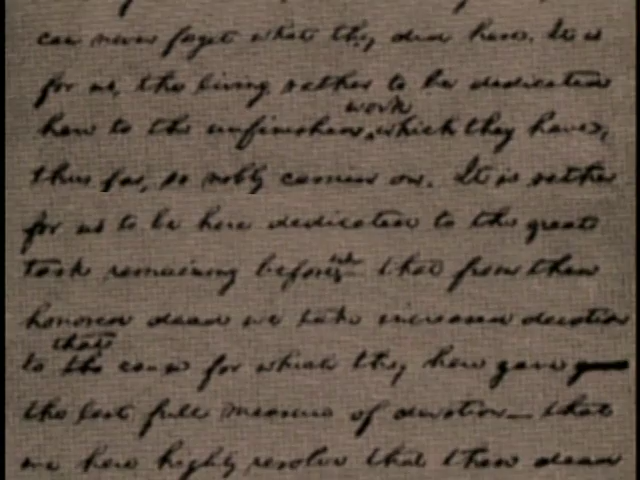 can never forget what they did here. It is
for us, the living, rather to be dedicated
work
here to the unfinished ‸ which they have,
thus far, so nobly carried on. It is rather
for us to be here dedicated to the great
task remaining before us — that from these
honored dead we take increased devotion
that
to the cause for which they here gave
the last full measure of devotion — that
we here highly resolve that these dead